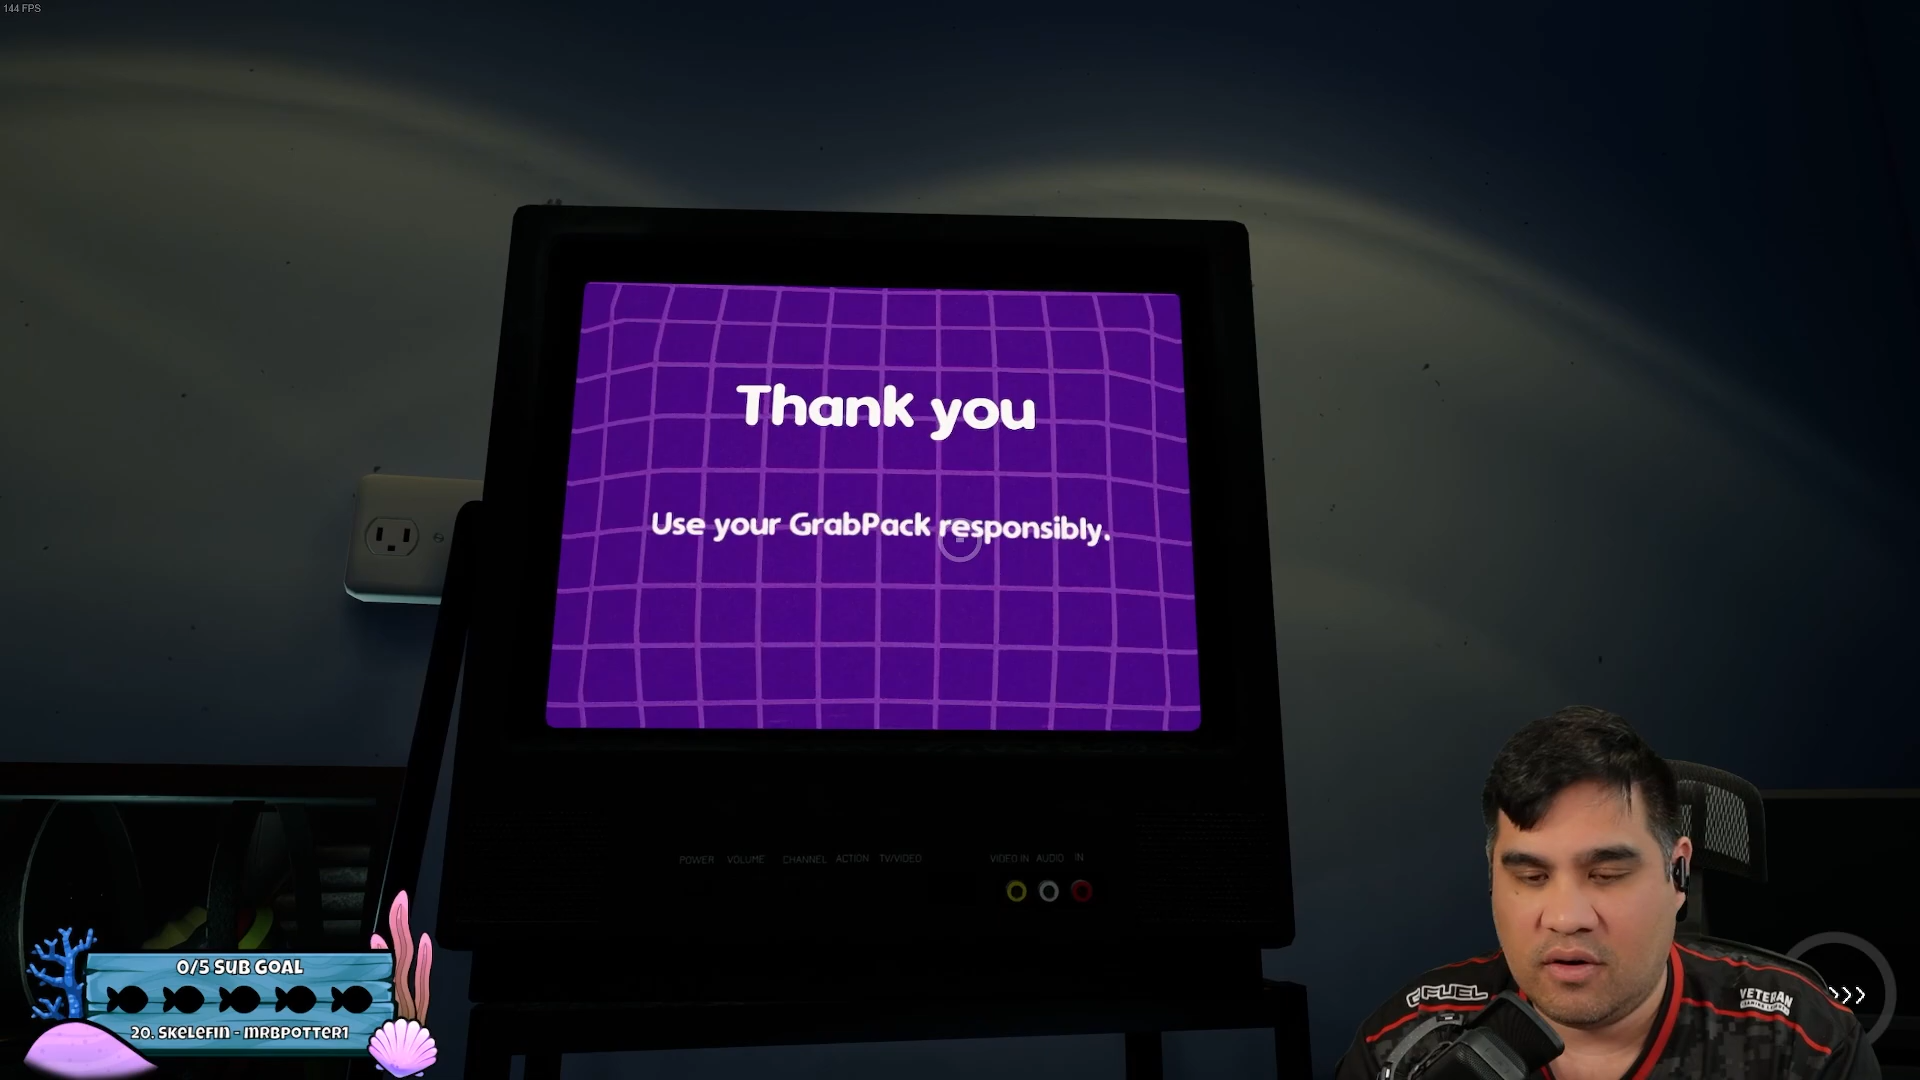 144 FPS
Thank you
Use your GrabPack responsibly.
POWER VOLUME CHANNEL ACTION TV/VIDEO VIDEO IN AUDIO IN
0/5 SUB GOAL
20. SKELEFIN - MRBPOTTER1
G FUEL
VETERAN
>>>